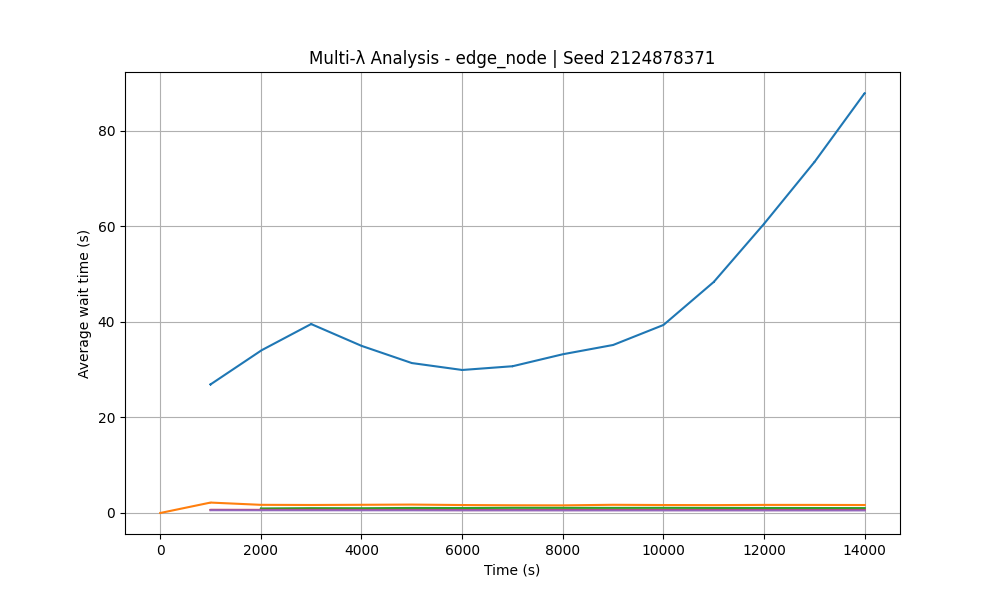 Multi-λ Analysis - edge_node | Seed 2124878371
80
60
40
20
0
Average wait time (s)
0 2000 4000 6000 8000 10000 12000 14000
Time (s)